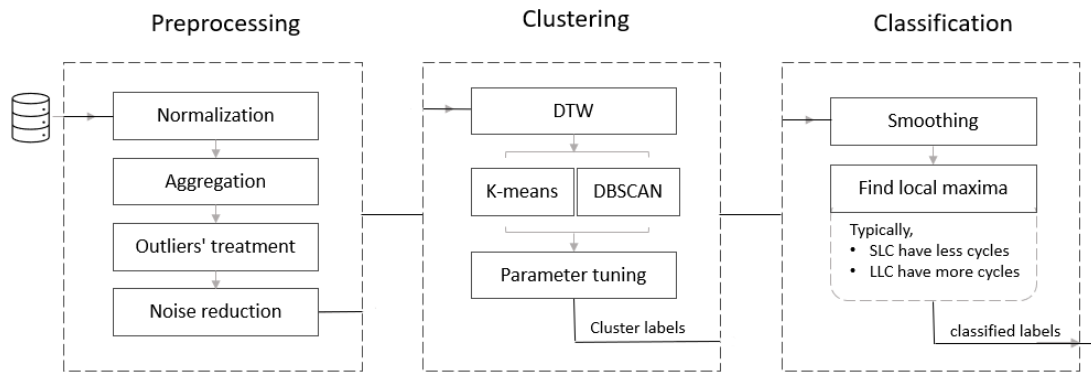 Preprocessing
Normalization
Aggregation
Outliers' treatment
Noise reduction
Clustering
DTW
K-means
DBSCAN
Parameter tuning
Cluster labels
Classification
Smoothing
Find local maxima
Typically,
• SLC have less cycles
• LLC have more cycles
classified labels